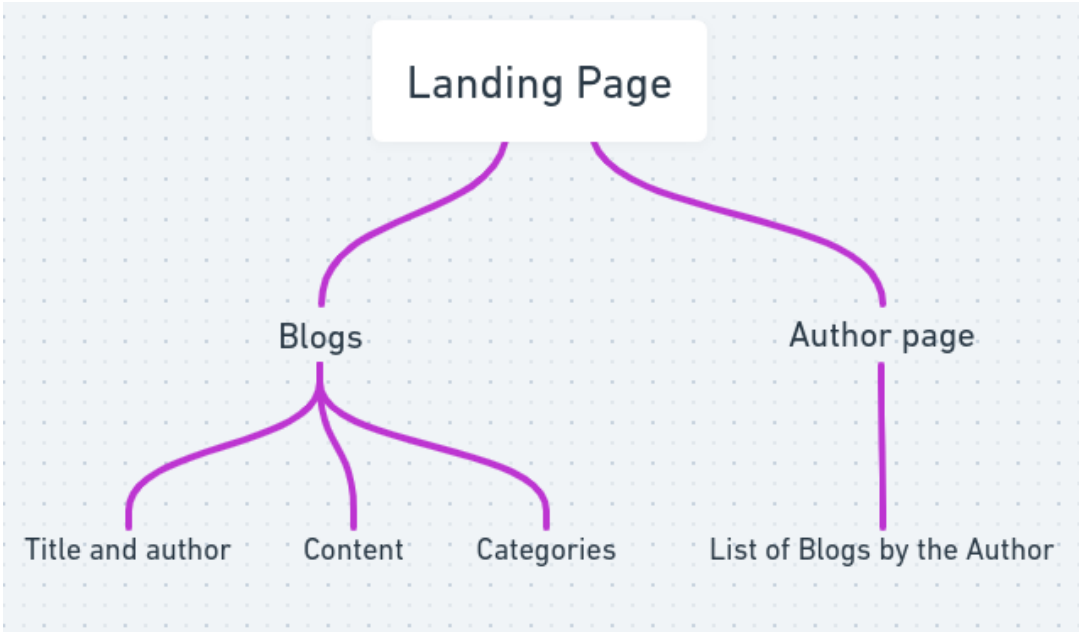 Landing Page
Blogs
Author page
Title and author
Content
Categories
List of Blogs by the Author